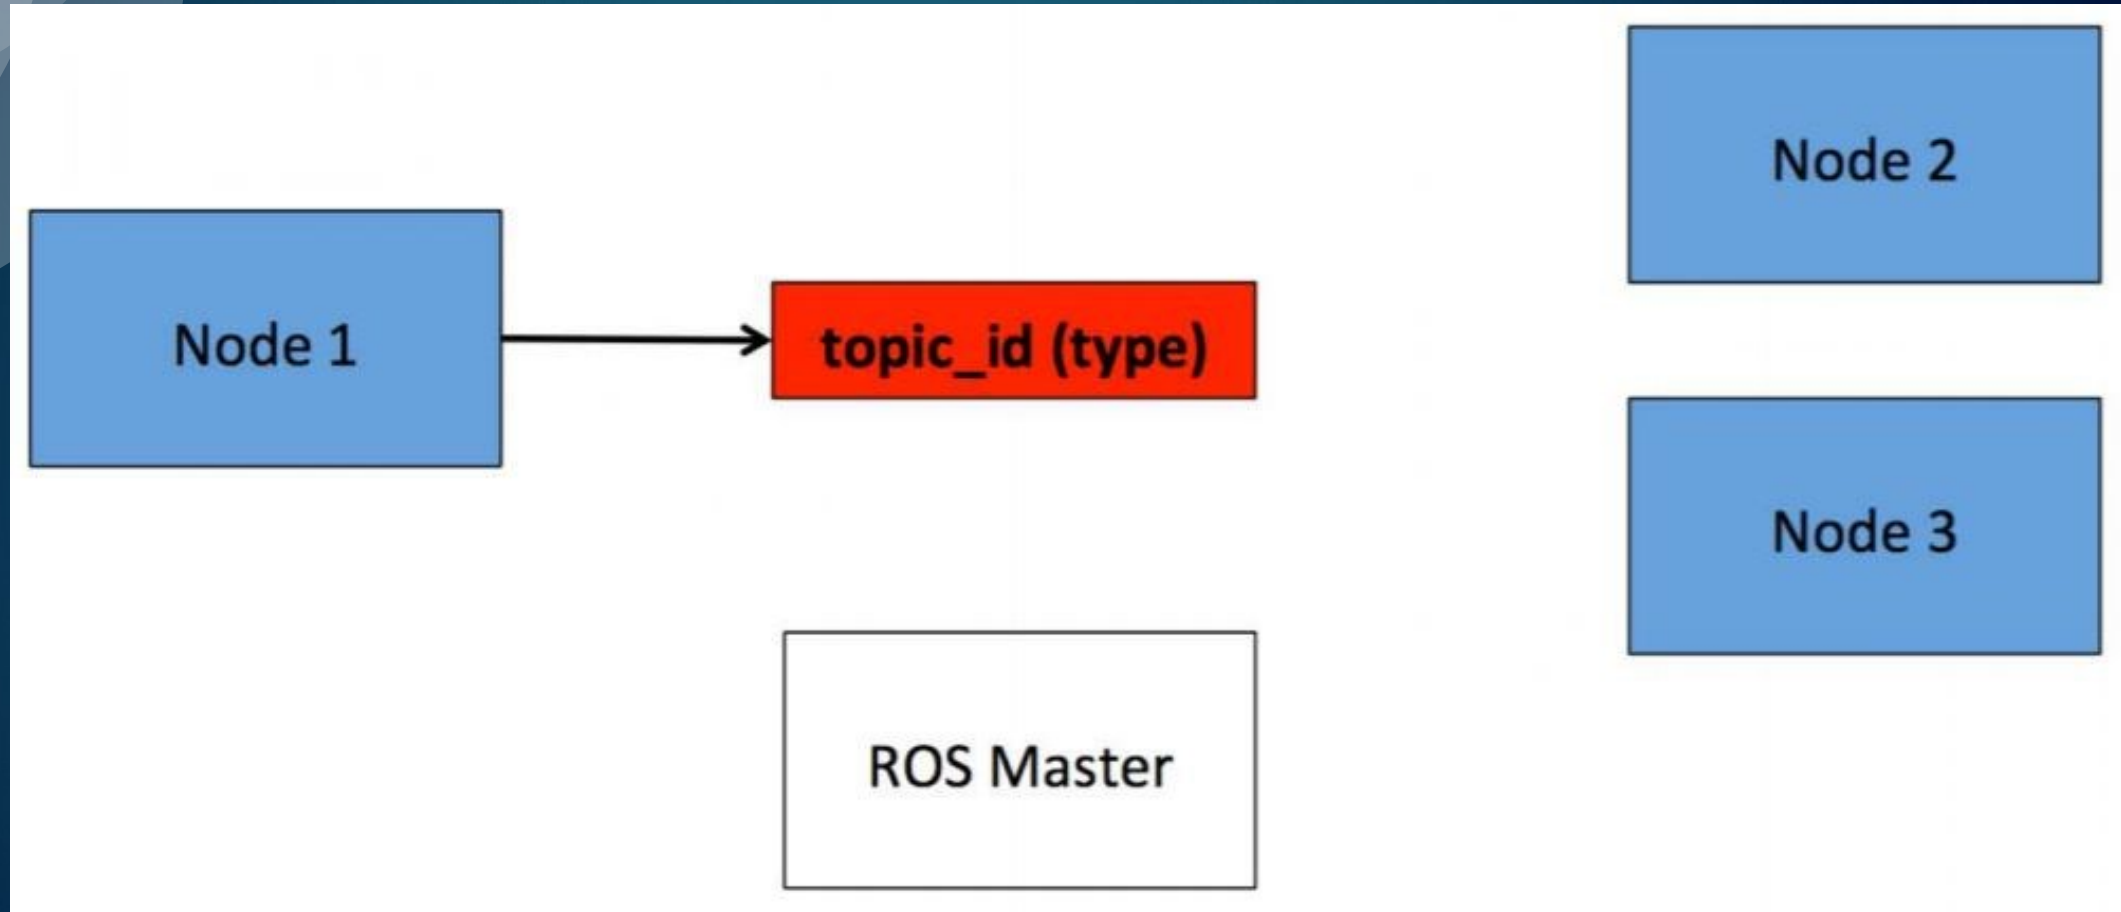 Node 1
topic_id (type)
Node 2
Node 3
ROS Master